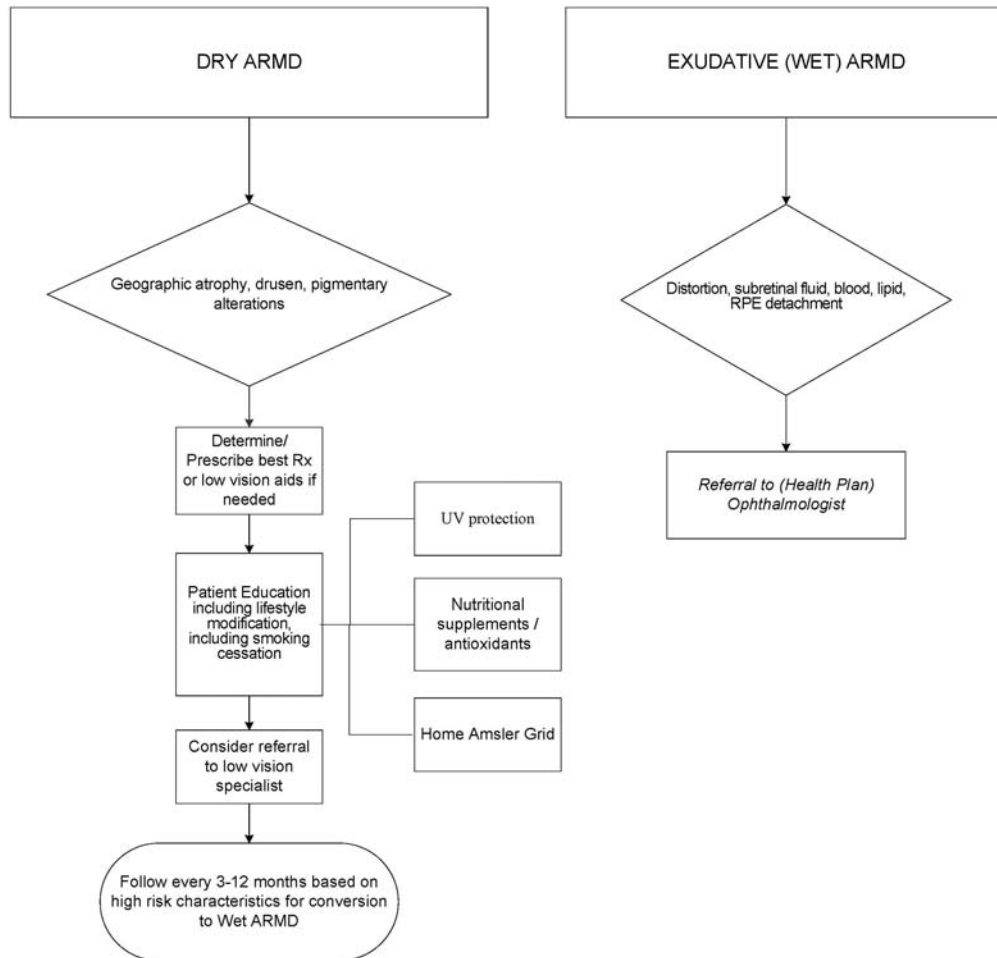 DRY ARMD
EXUDATIVE (WET) ARMD
Geographic atrophy, drusen, pigmentary
alterations
Distortion, subretinal fluid, blood, lipid,
RPE detachment
Determine/
Prescribe best Rx
or low vision aids if
needed
Referral to (Health Plan)
Ophthalmologist
UV protection
Patient Education
including lifestyle
modification,
including smoking
cessation
Nutritional
supplements /
antioxidants
Home Amsler Grid
Consider referral
to low vision
specialist
Follow every 3-12 months based on
high risk characteristics for conversion
to Wet ARMD